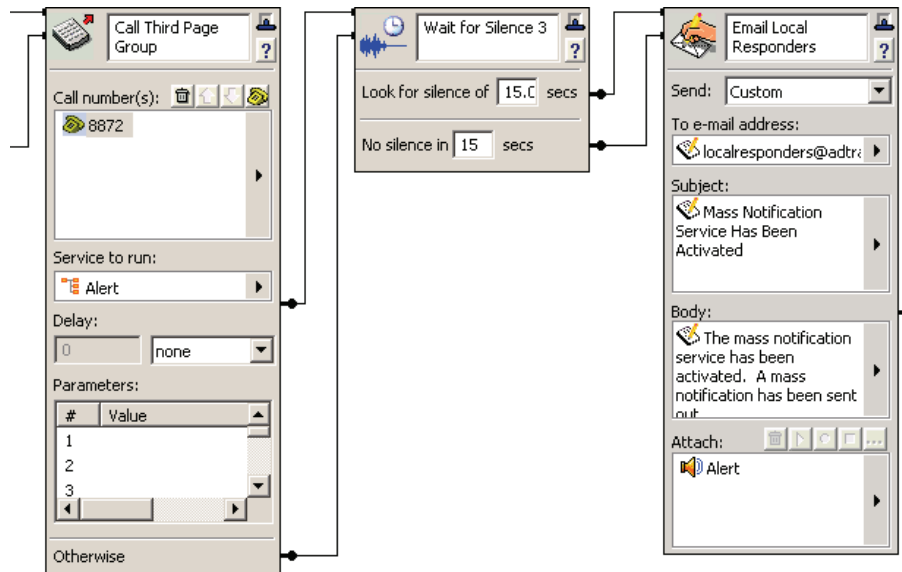 Call Third Page
Group
?
Call number(s):
8872
Service to run:
Alert
Delay:
0
none
Parameters:
# Value
1
2
3
Otherwise
Wait for Silence 3
?
Look for silence of 15.0 secs
No silence in 15 secs
Email Local
Responders
?
Send: Custom
To e-mail address:
localresponders@adtra
Subject:
Mass Notification
Service Has Been
Activated
Body:
The mass notification
service has been
activated. A mass
notification has been sent
out
Attach:
...
Alert